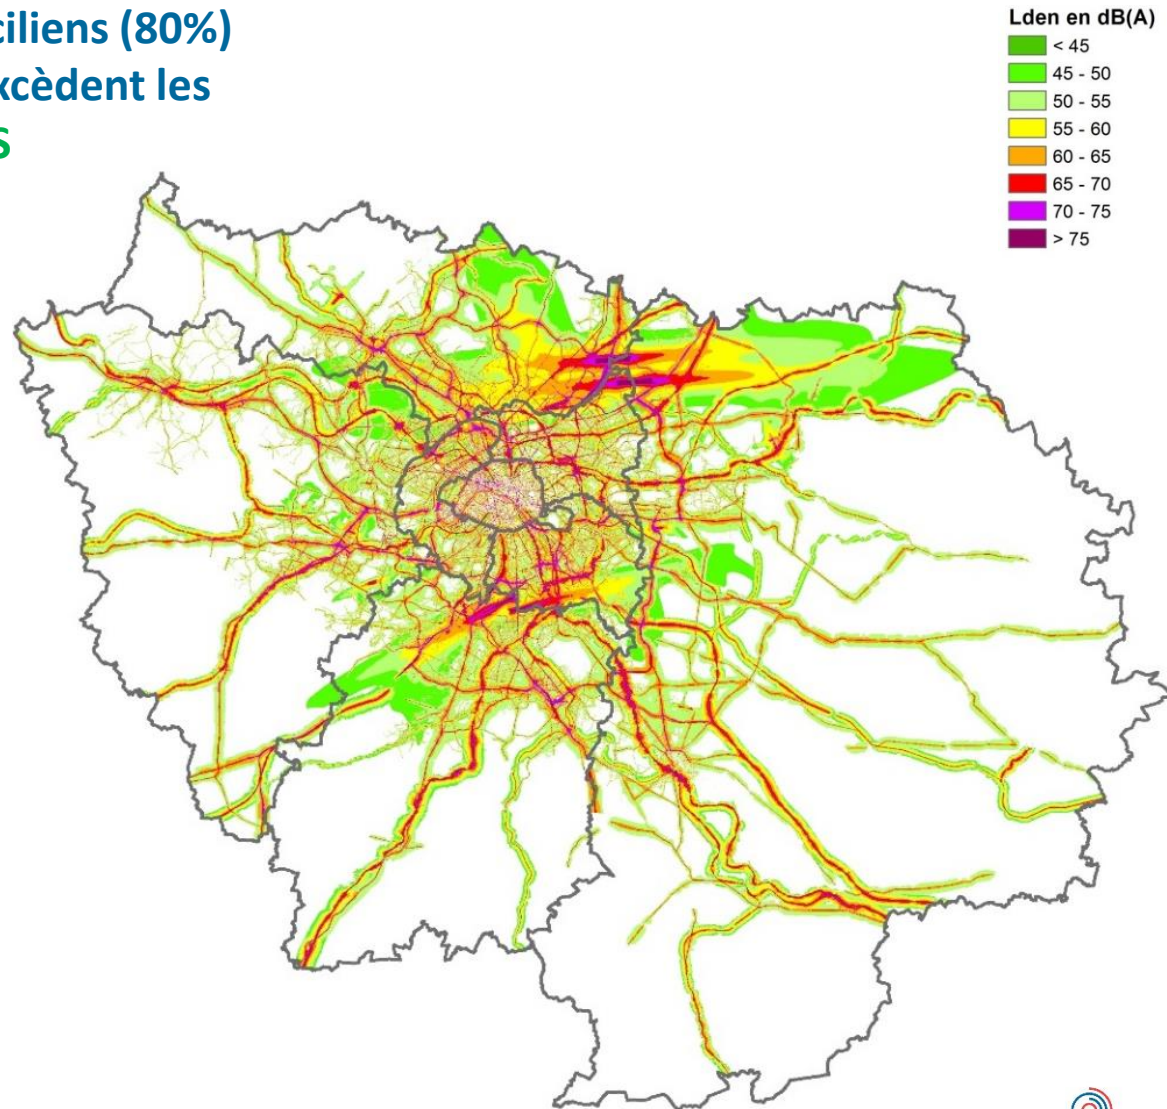 ciliens (80%)
xcèdent les
S
Lden en dB(A)
< 45
45 - 50
50 - 55
55 - 60
60 - 65
65 - 70
70 - 75
> 75